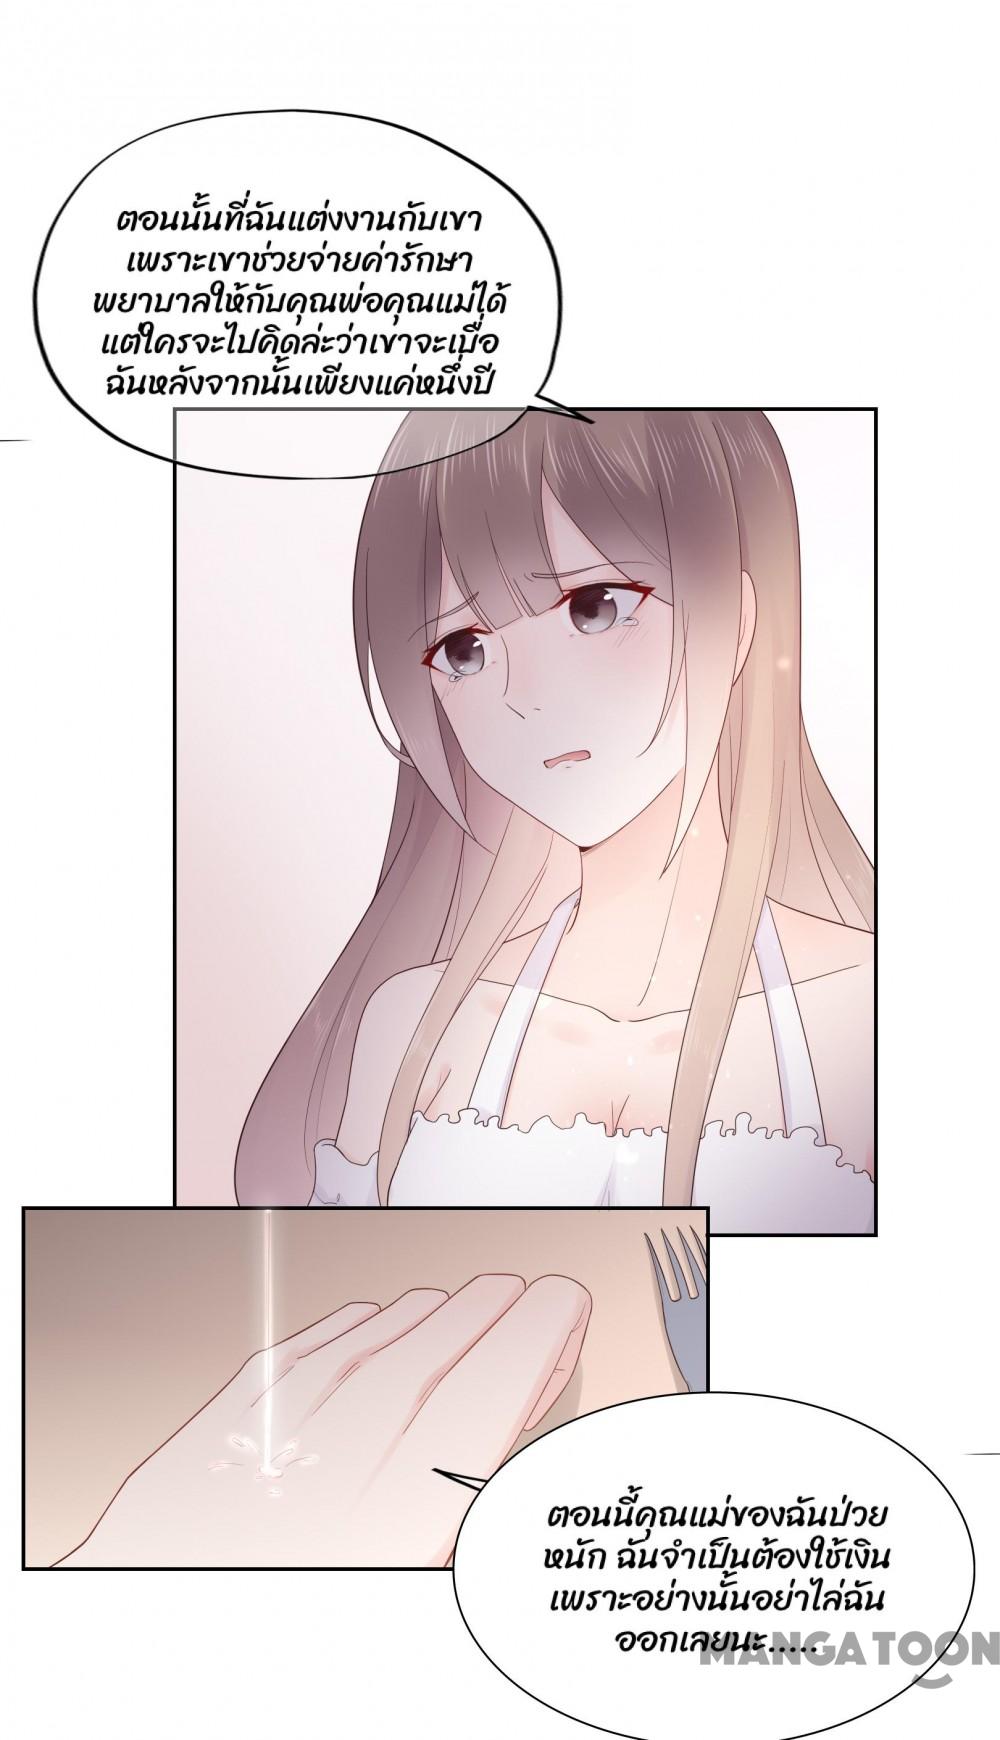 ตอนนั้นที่ฉันแต่งงานกับเขา
เพราะเขาช่วยจ่ายค่ารักษา
พยาบาลให้กับคุณพ่อคุณแม่ได้
แต่ใครจะไปคิดล่ะว่าเขาจะเบื่อ
ฉันหลังจากนั้นเพียงแค่หนึ่งปี
ตอนนี้คุณแม่ของฉันป่วย
หนัก ฉันจำเป็นต้องใช้เงิน
เพราะอย่างนั้นอย่าไล่ฉัน
ออกเลยนะ.....
MANGATOON